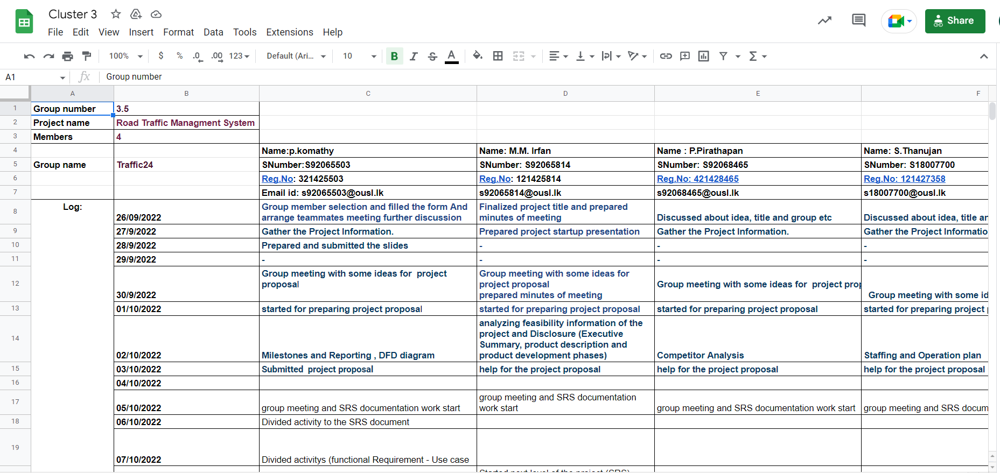 Cluster 3
File Edit View Insert Format Data Tools Extensions Help
Share
100% $ % .0 .00 123 Default (Ari... 10 B I S A
A1 fx Group number
A B C D E F
1 Group number 3.5
2 Project name Road Traffic Managment System
3 Members 4
4 Name:p.komathy Name: M.M. Irfan Name : P.Pirathapan Name: S.Thanujan
5 Group name Traffic24 SNumber:S92065503 SNumber: S92065814 SNumber: S92068465 SNumber: S18007700
6 Reg.No: 321425503 Reg.No: 121425814 Reg.No: 421428465 Reg.No: 121427358
7 Email id: s92065503@ousl.lk s92065814@ousl.lk s92068465@ousl.lk s18007700@ousl.lk
Log: Group member selection and filled the form And Finalized project title and prepared
8 26/09/2022 arrange teammates meeting further discussion minutes of meeting Discussed about idea, title and group etc Discussed about idea, title an
9 27/9/2022 Gather the Project Information. Prepared project startup presentation Gather the Project Information. Gather the Project Informatio
10 28/9/2022 Prepared and submitted the slides - - -
11 29/9/2022 - - - -
Group meeting with some ideas for project Group meeting with some ideas for
12 proposal project proposal Group meeting with some ideas for project prop
30/9/2022 prepared minutes of meeting Group meeting with some id
13 01/10/2022 started for preparing project proposal started for preparing project proposal started for preparing project proposal started for preparing project
analyzing feasibility information of the
14 project and Disclosure (Executive
Summary, product description and
02/10/2022 Milestones and Reporting , DFD diagram product development phases) Competitor Analysis Staffing and Operation plan
15 03/10/2022 Submitted project proposal help for the project proposal help for the project proposal help for the project proposal
16 04/10/2022
17 group meeting and SRS documentation
05/10/2022 group meeting and SRS documentation work start work start group meeting and SRS documentation work start group meeting and SRS docum
18 06/10/2022 Divided activity to the SRS document
19 07/10/2022 Divided activitys (functional Requirement - Use case